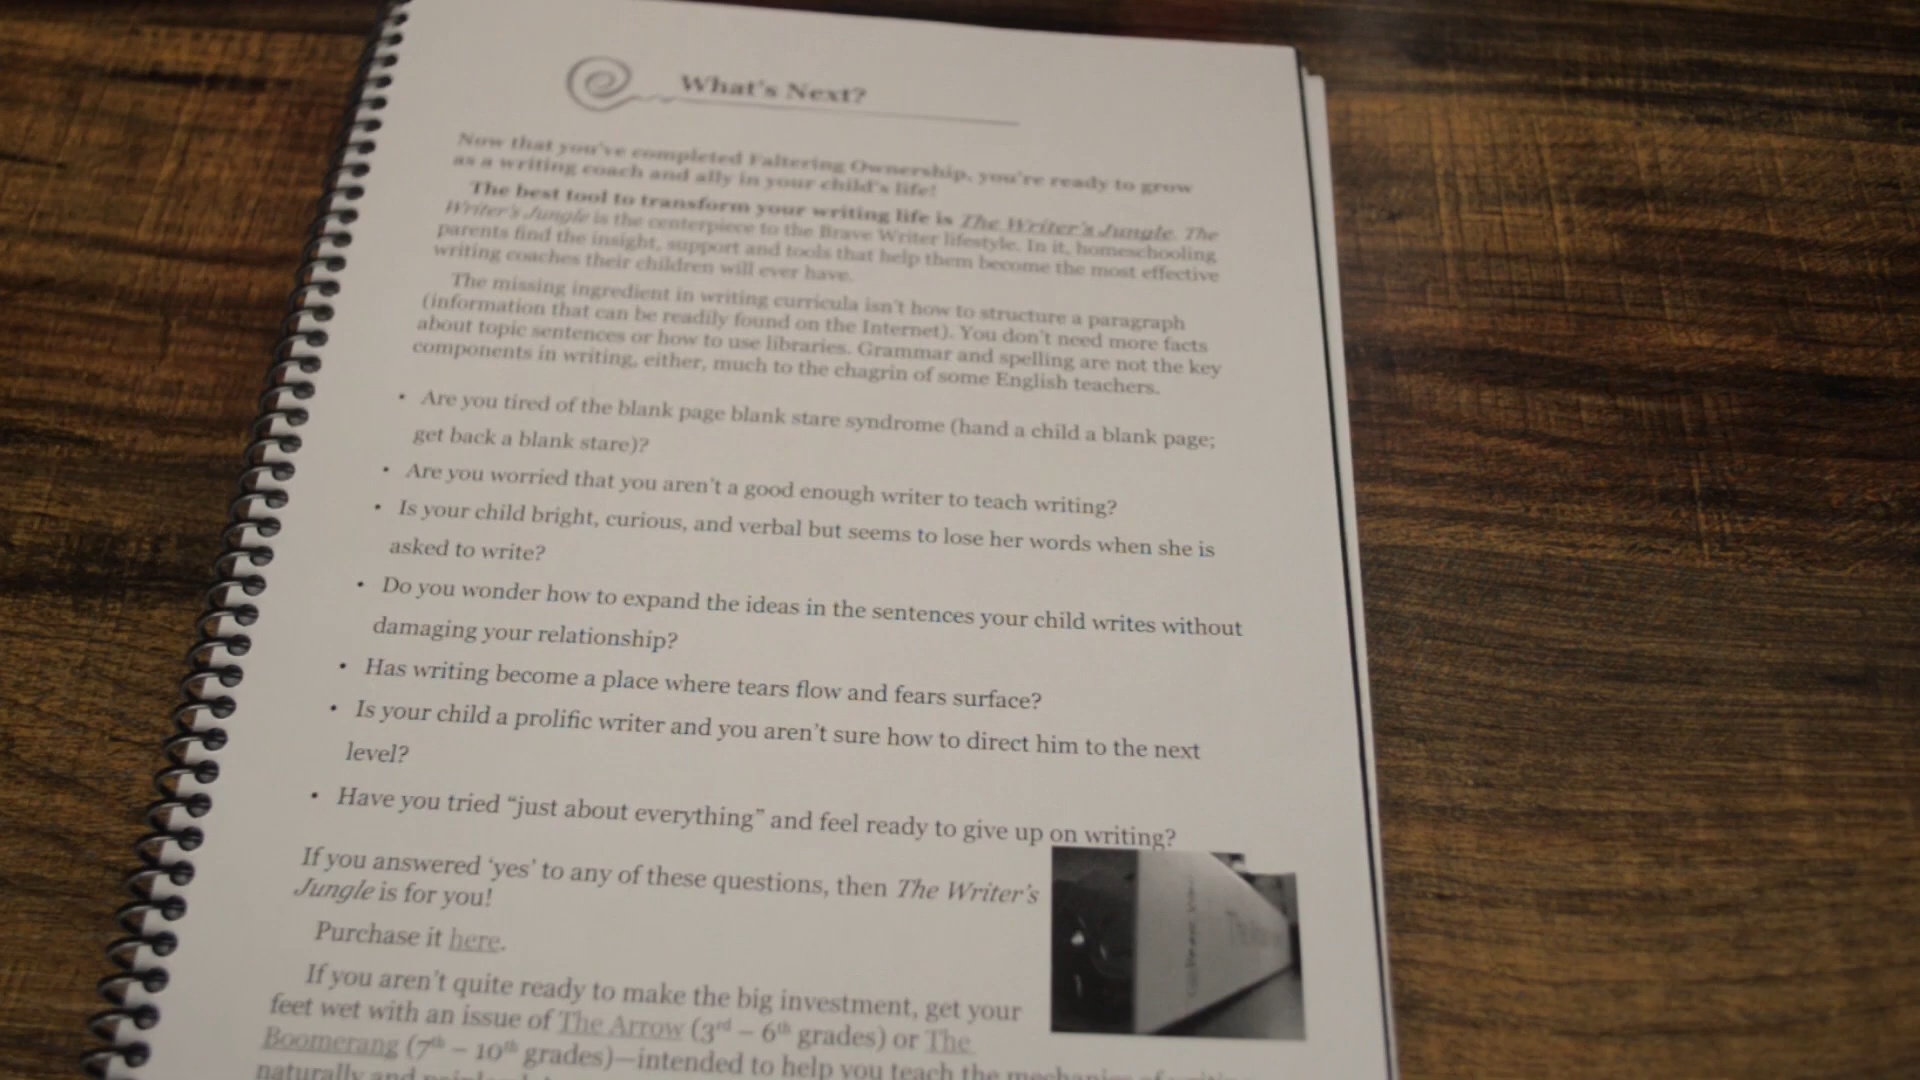 What's Next?
Now that you've completed Faltering Ownership, you're ready to grow
as a writing coach and ally in your child's life!
The best tool to transform your writing life is The Writer's Jungle. The
Writer's Jungle is the centerpiece to the Brave Writer lifestyle. In it, homeschooling
parents find the insight, support and tools that help them become the most effective
writing coaches their children will ever have.
The missing ingredient in writing curricula isn't how to structure a paragraph
(information that can be readily found on the Internet). You don't need more facts
about topic sentences or how to use libraries. Grammar and spelling are not the key
components in writing, either, much to the chagrin of some English teachers.
• Are you tired of the blank page blank stare syndrome (hand a child a blank page;
get back a blank stare)?
• Are you worried that you aren't a good enough writer to teach writing?
• Is your child bright, curious, and verbal but seems to lose her words when she is
asked to write?
• Do you wonder how to expand the ideas in the sentences your child writes without
damaging your relationship?
• Has writing become a place where tears flow and fears surface?
• Is your child a prolific writer and you aren't sure how to direct him to the next
level?
• Have you tried “just about everything” and feel ready to give up on writing?
If you answered ‘yes’ to any of these questions, then The Writer's
Jungle is for you!
Purchase it here.
If you aren't quite ready to make the big investment, get your
feet wet with an issue of The Arrow (3rd – 6th grades) or The
Boomerang (7th – 10th grades)—intended to help you teach the mechanics of writing
naturally and